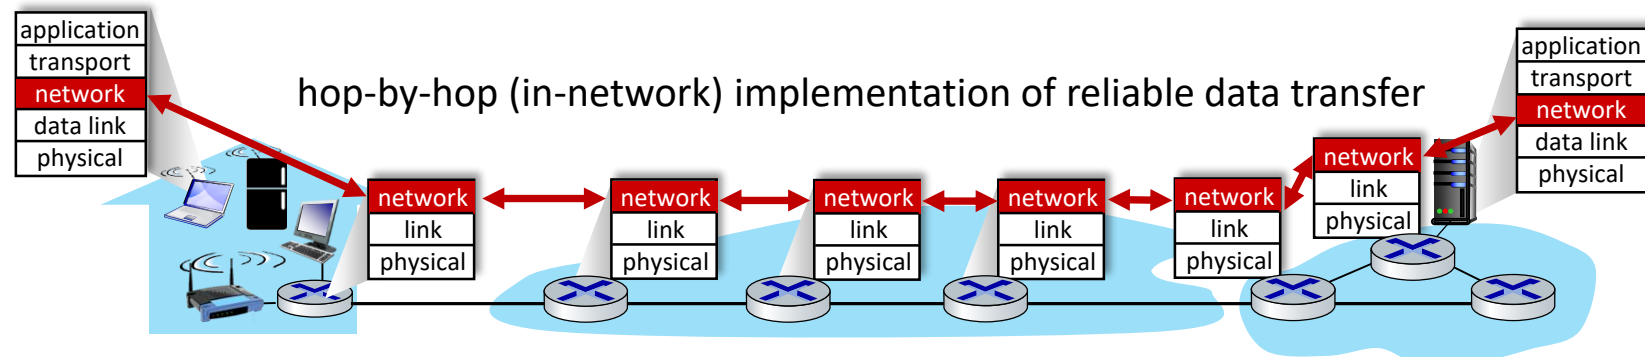 application
transport
network
data link
physical
hop-by-hop (in-network) implementation of reliable data transfer
network
link
physical
network
link
physical
network
link
physical
network
link
physical
network
link
physical
network
link
physical
application
transport
network
data link
physical